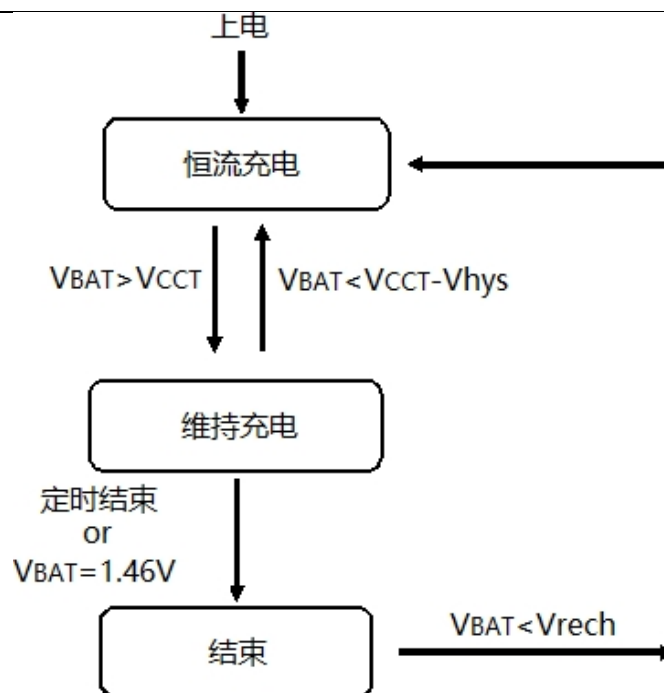 上电
恒流充电
VBAT>VCCT
VBAT<VCCT-Vhys
维持充电
定时结束
or
VBAT=1.46V
VBAT<Vrech
结束